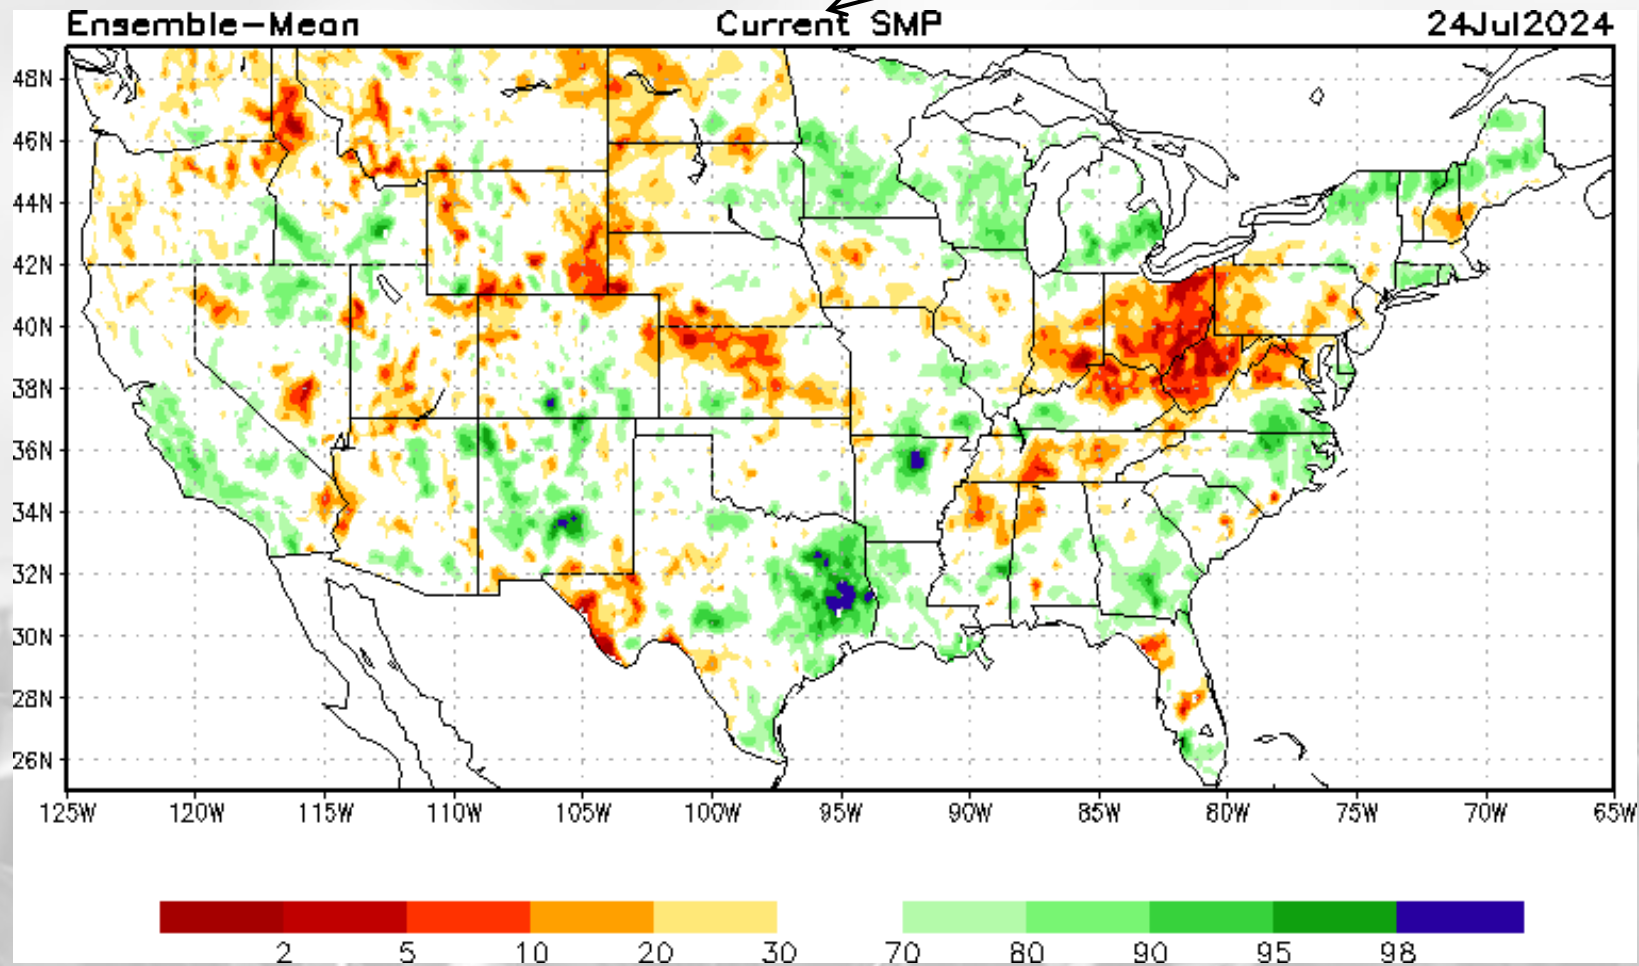 Ensemble-Mean Current SMP 24Jul2024
48N
46N
44N
42N
40N
38N
36N
34N
32N
30N
28N
26N
125W 120W 115W 110W 105W 100W 95W 90W 85W 80W 75W 70W 65W
2 5 10 20 30 70 80 90 95 98